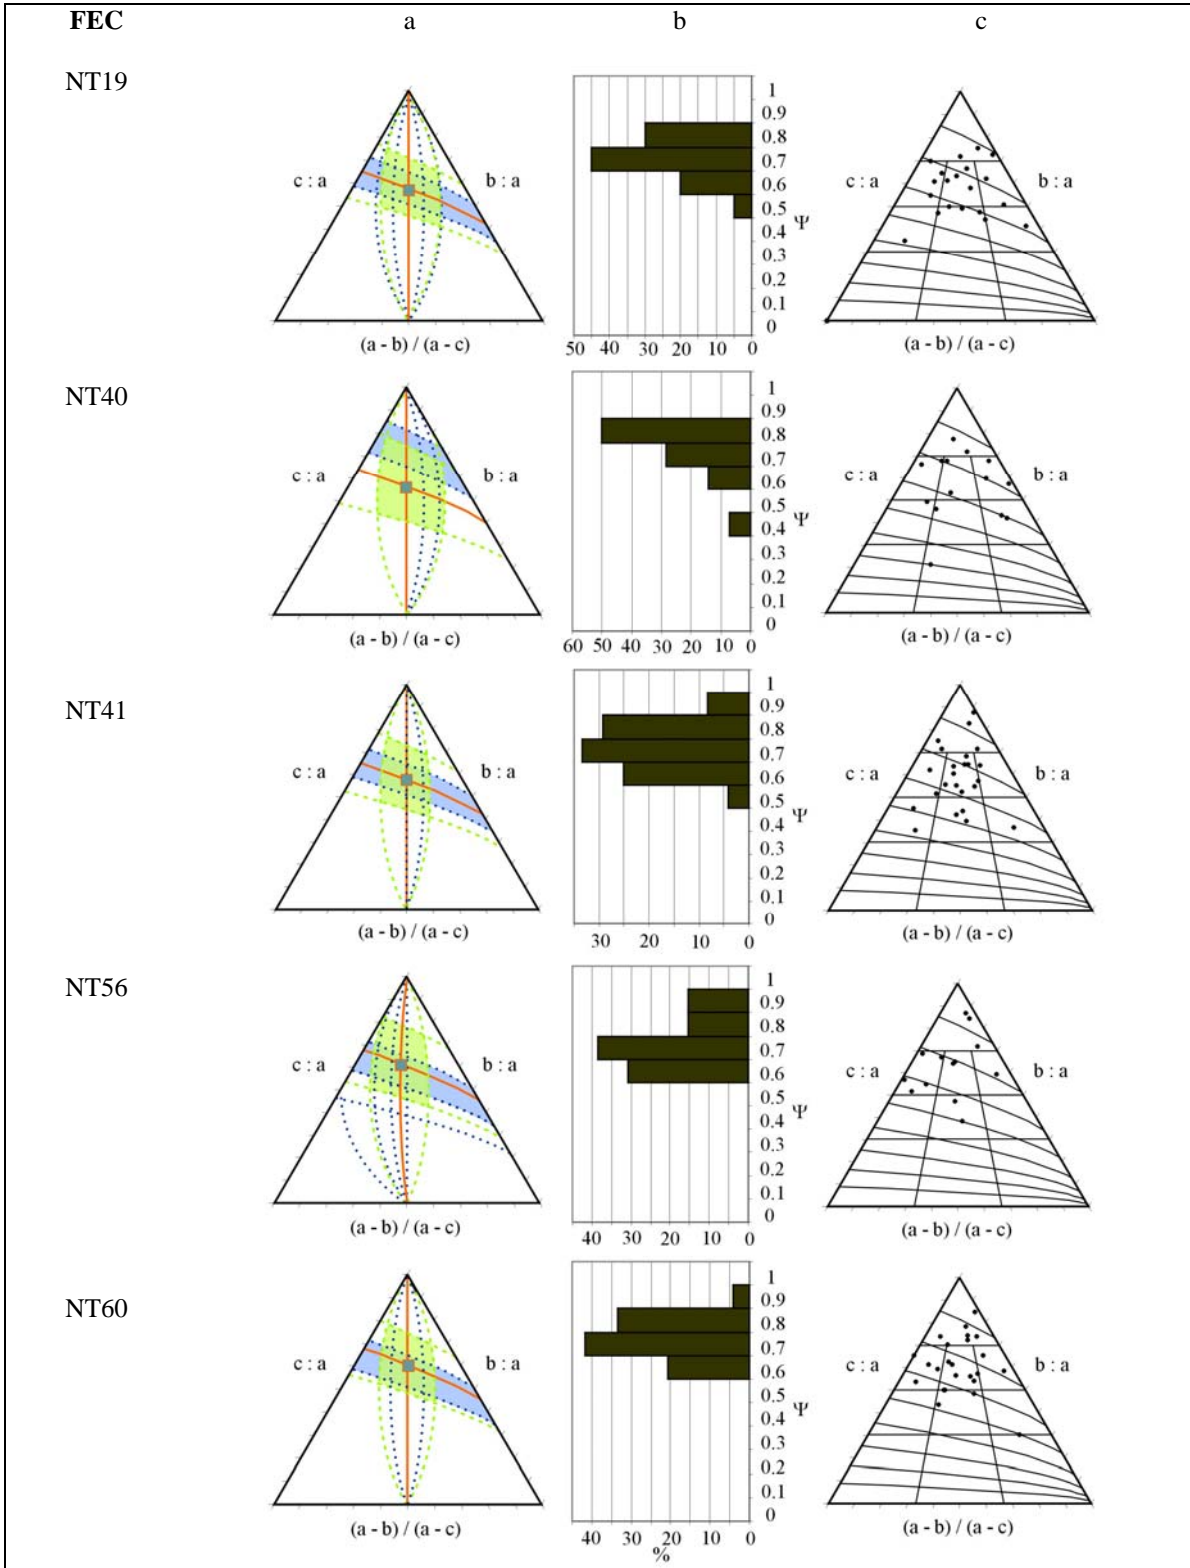 FEC a b c
NT19
c : a b : a
(a - b) / (a - c)
1
0.9
0.8
0.7
0.6
0.5
0.4
0.3
0.2
0.1
0
Ψ
50 40 30 20 10 0
c : a b : a
(a - b) / (a - c)
NT40
c : a b : a
(a - b) / (a - c)
1
0.9
0.8
0.7
0.6
0.5
0.4
0.3
0.2
0.1
0
Ψ
60 50 40 30 20 10 0
c : a b : a
(a - b) / (a - c)
NT41
c : a b : a
(a - b) / (a - c)
1
0.9
0.8
0.7
0.6
0.5
0.4
0.3
0.2
0.1
0
Ψ
30 20 10 0
c : a b : a
(a - b) / (a - c)
NT56
c : a b : a
(a - b) / (a - c)
1
0.9
0.8
0.7
0.6
0.5
0.4
0.3
0.2
0.1
0
Ψ
40 30 20 10 0
c : a b : a
(a - b) / (a - c)
NT60
c : a b : a
(a - b) / (a - c)
1
0.9
0.8
0.7
0.6
0.5
0.4
0.3
0.2
0.1
0
Ψ
40 30 20 10 0
%
c : a b : a
(a - b) / (a - c)